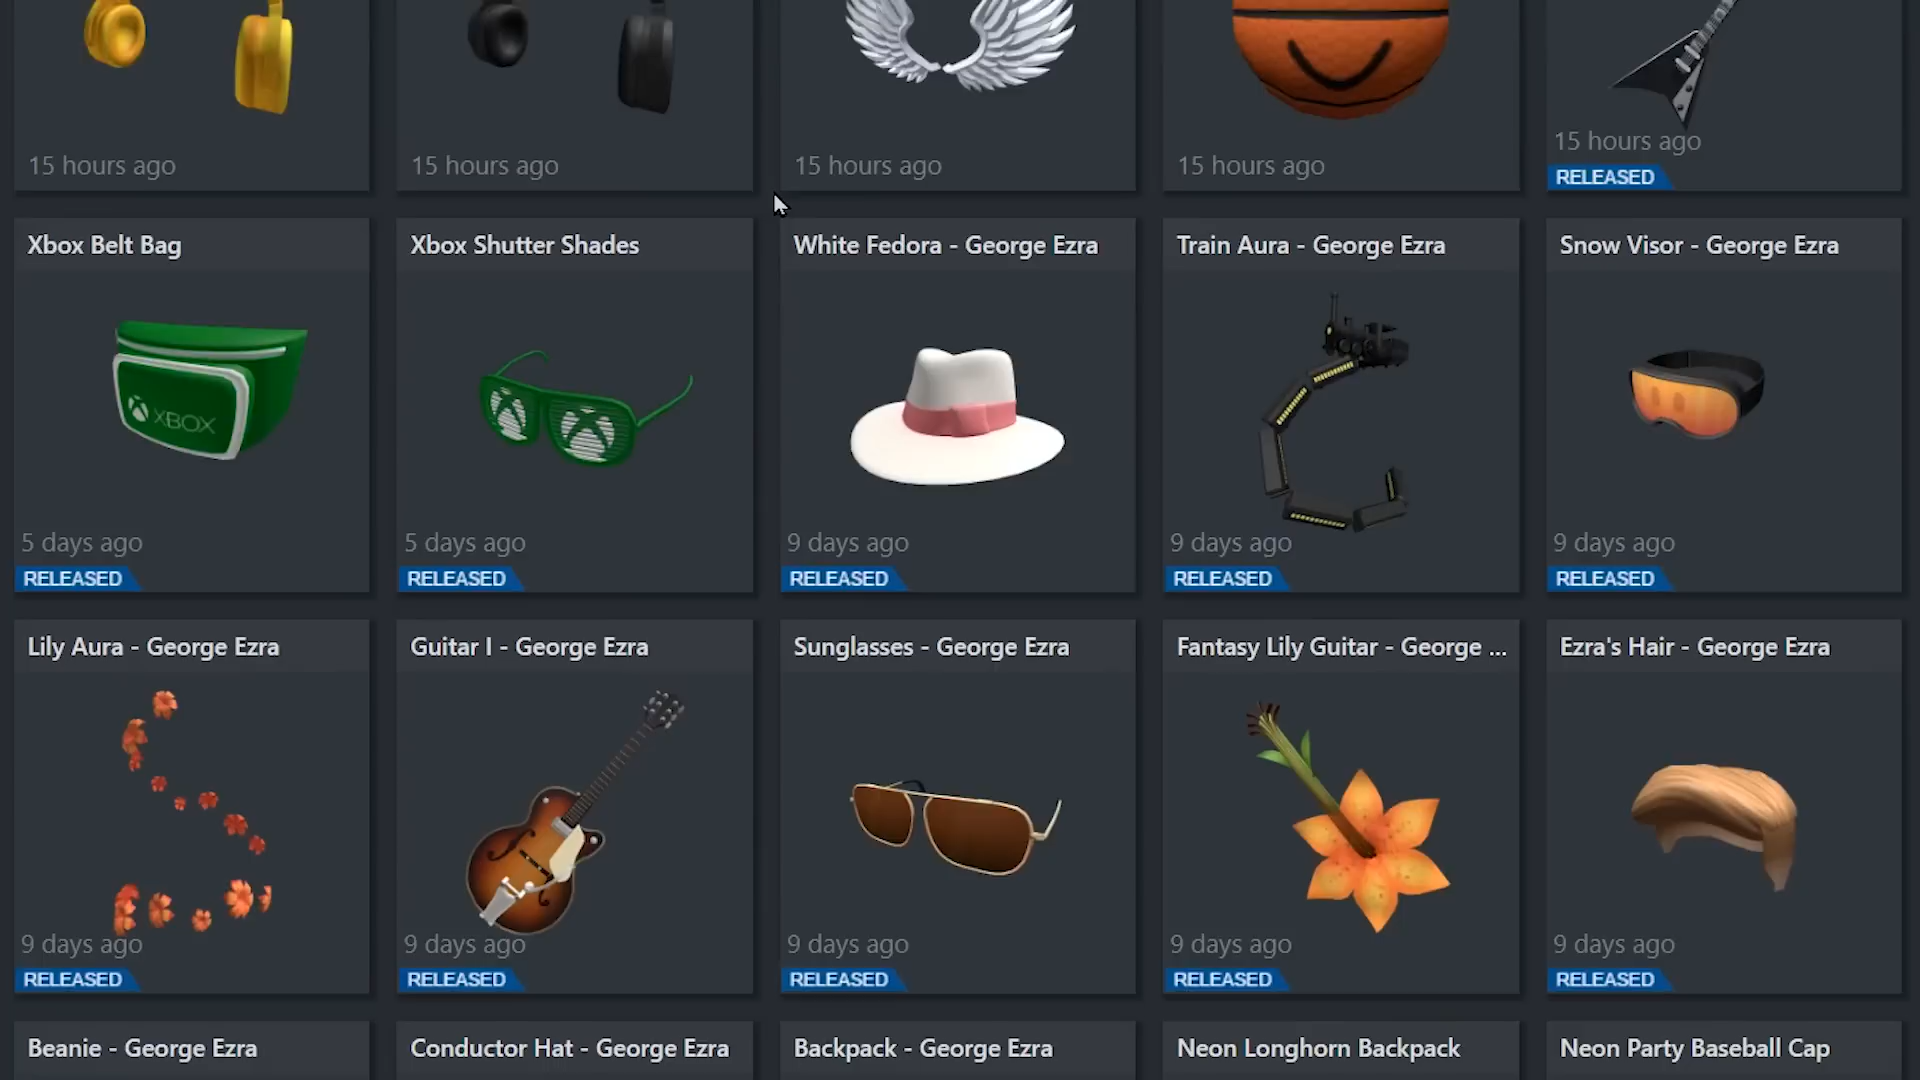 15 hours ago
15 hours ago
15 hours ago
15 hours ago
15 hours ago
RELEASED
Xbox Belt Bag
Xbox Shutter Shades
White Fedora - George Ezra
Train Aura - George Ezra
Snow Visor - George Ezra
XBOX
5 days ago
5 days ago
9 days ago
9 days ago
9 days ago
RELEASED
RELEASED
RELEASED
RELEASED
RELEASED
Lily Aura - George Ezra
Guitar I - George Ezra
Sunglasses - George Ezra
Fantasy Lily Guitar - George ...
Ezra's Hair - George Ezra
9 days ago
9 days ago
9 days ago
9 days ago
9 days ago
RELEASED
RELEASED
RELEASED
RELEASED
RELEASED
Beanie - George Ezra
Conductor Hat - George Ezra
Backpack - George Ezra
Neon Longhorn Backpack
Neon Party Baseball Cap